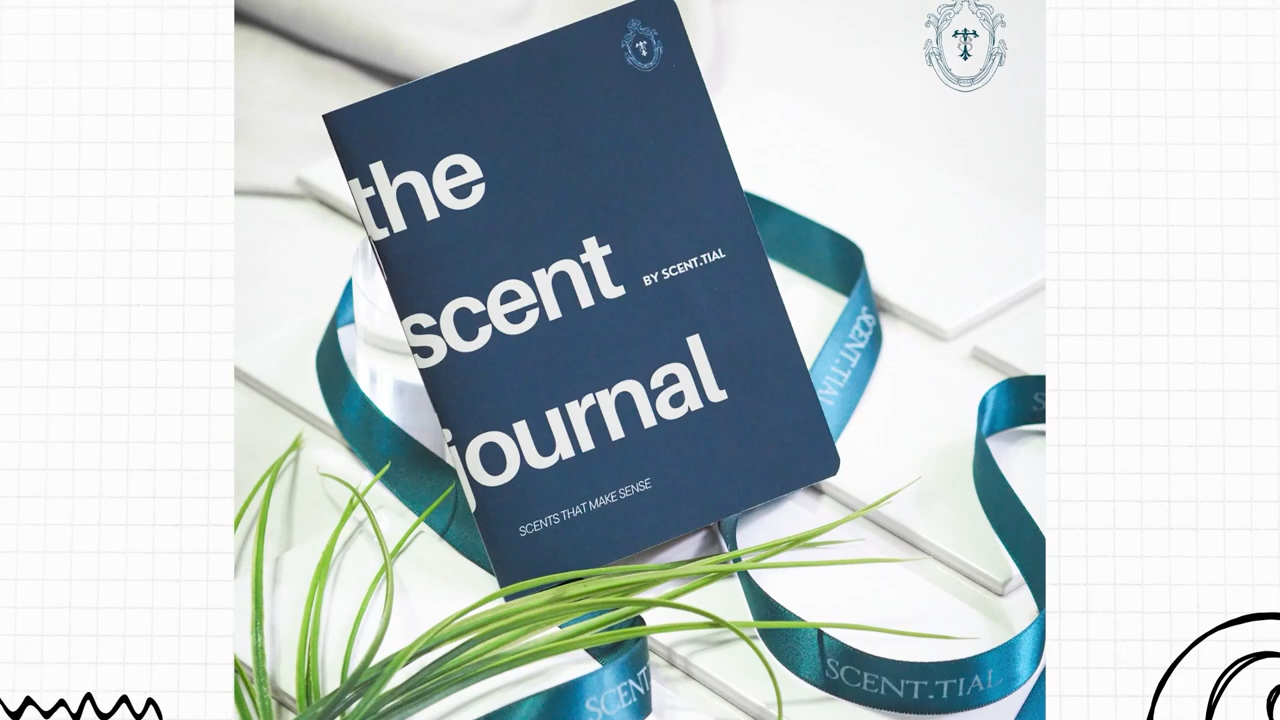 the
scent
BY SCENT.TIAL
journal
SCENTS THAT MAKE SENSE
SCENT.TIAL
SCENT.TIAL
SCENT.